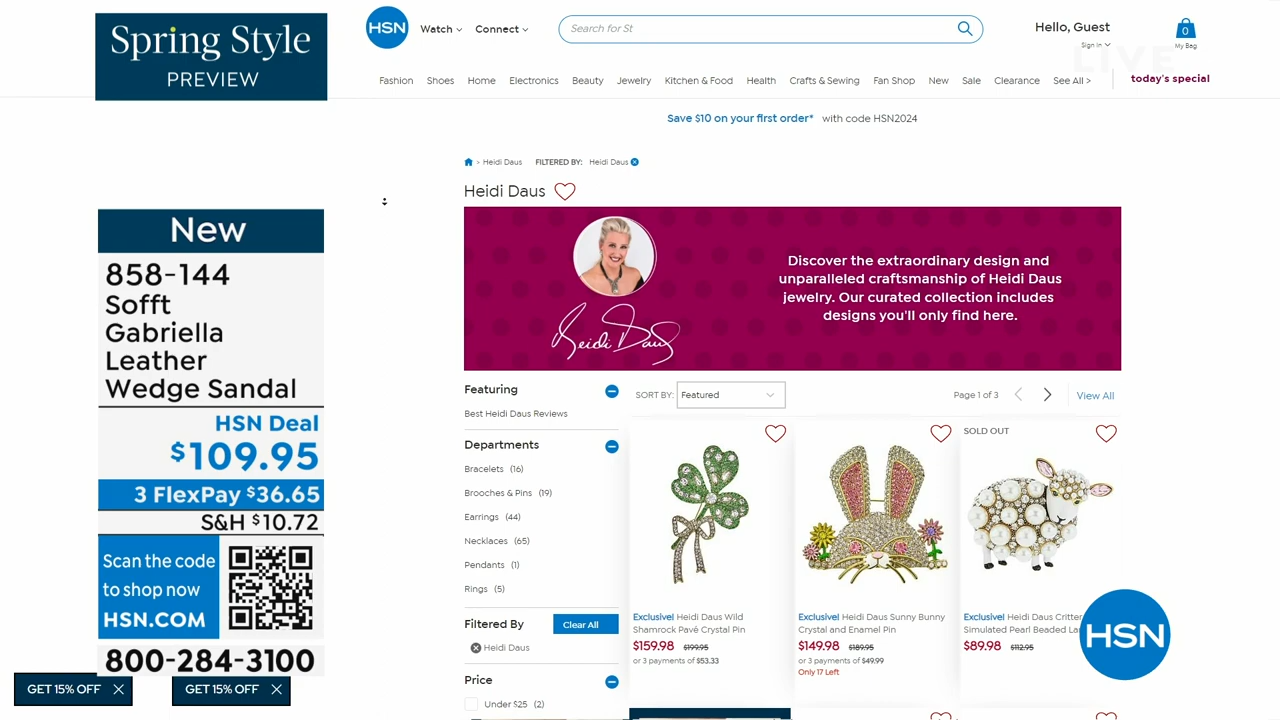 Spring Style
PREVIEW
HSN
Watch
Connect
Search for St
Hello, Guest
Sign In
0
My Bag
LIVE
Fashion
Shoes
Home
Electronics
Beauty
Jewelry
Kitchen & Food
Health
Crafts & Sewing
Fan Shop
New
Sale
Clearance
See All >
today's special
Save $10 on your first order* with code HSN2024
> Heidi Daus FILTERED BY: Heidi Daus
Heidi Daus
Heidi Daus
Discover the extraordinary design and
unparalleled craftsmanship of Heidi Daus
jewelry. Our curated collection includes
designs you'll only find here.
New
858-144
Sofft
Gabriella
Leather
Wedge Sandal
HSN Deal
$109.95
3 FlexPay $36.65
S&H $10.72
Scan the code
to shop now
HSN.COM
800-284-3100
GET 15% OFF
GET 15% OFF
Featuring
Best Heidi Daus Reviews
Departments
Bracelets (16)
Brooches & Pins (19)
Earrings (44)
Necklaces (65)
Pendants (1)
Rings (5)
Filtered By
Clear All
Heidi Daus
Price
Under $25 (2)
SORT BY: Featured
Page 1 of 3
View All
Exclusive! Heidi Daus Wild
Shamrock Pavé Crystal Pin
$159.98 $199.95
or 3 payments of $53.33
Exclusive! Heidi Daus Sunny Bunny
Crystal and Enamel Pin
$149.98 $189.95
or 3 payments of $49.99
Only 17 Left
SOLD OUT
Exclusive! Heidi Daus Critter
Simulated Pearl Beaded La
$89.98 $112.95
HSN